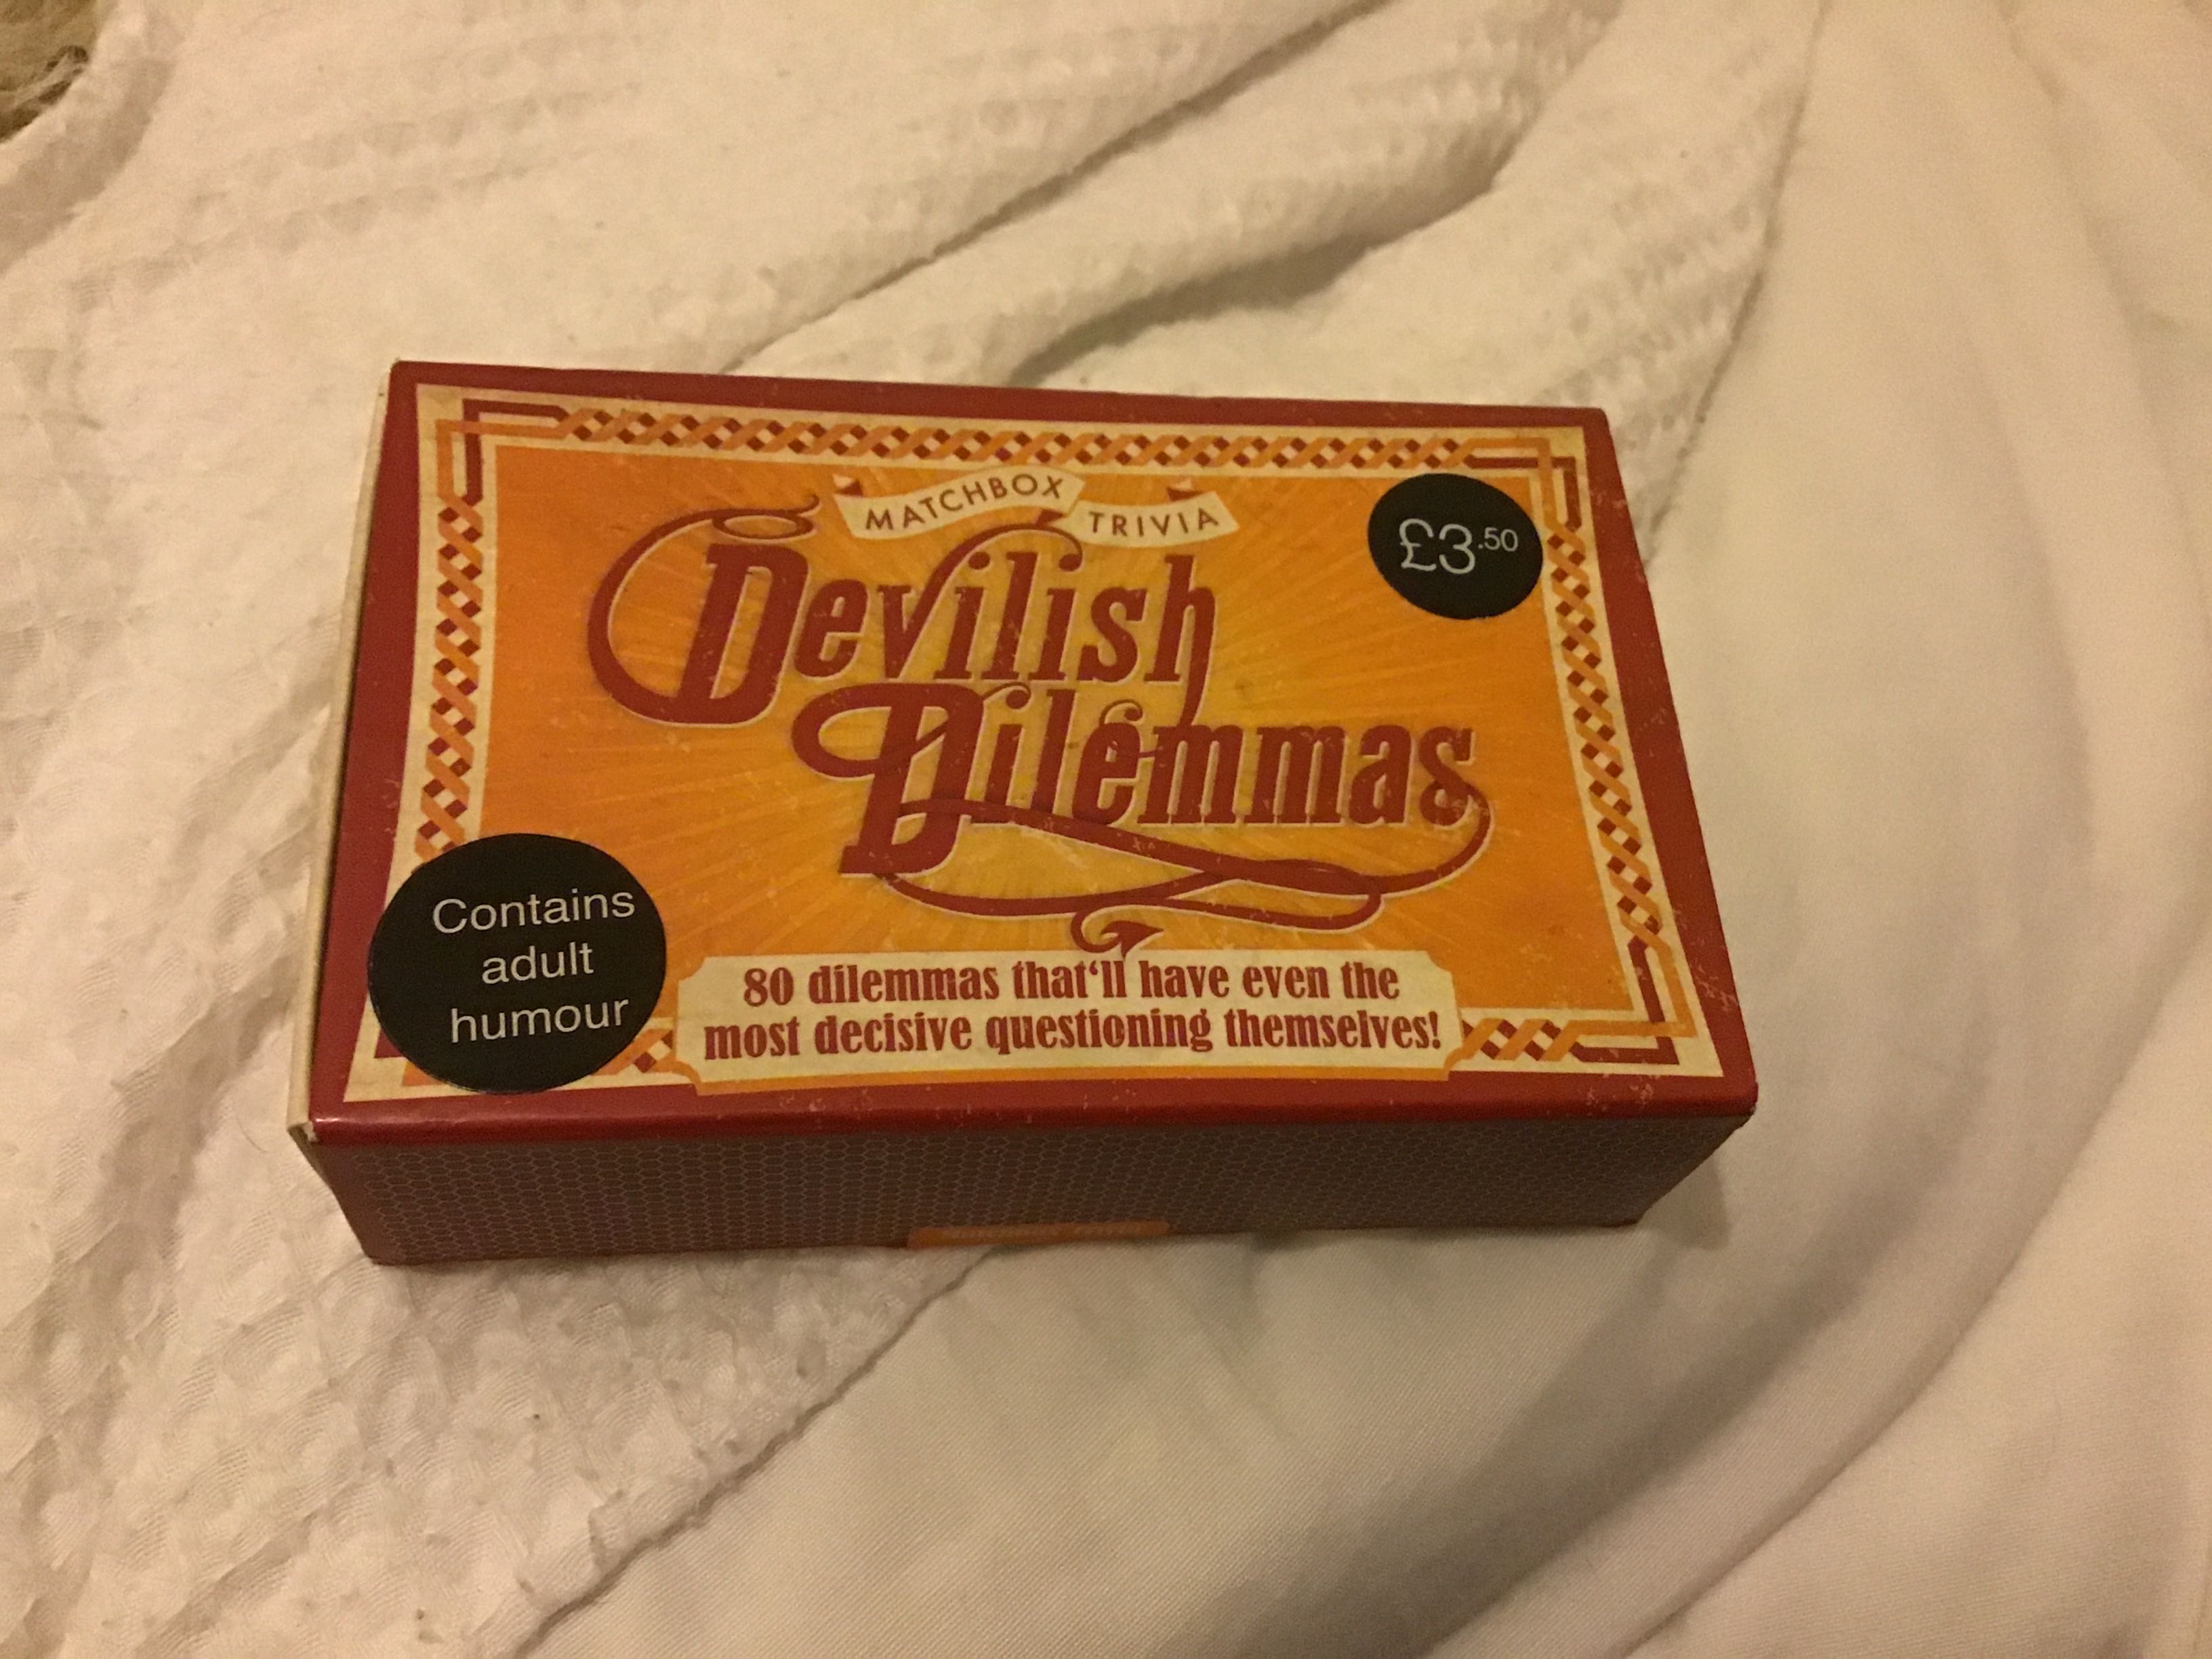 MATCHBOX TRIVIA
Devilish
Dilemmas
£3.50
Contains
adult
humour
80 dilemmas that‘ll have even the
most decisive questioning themselves!